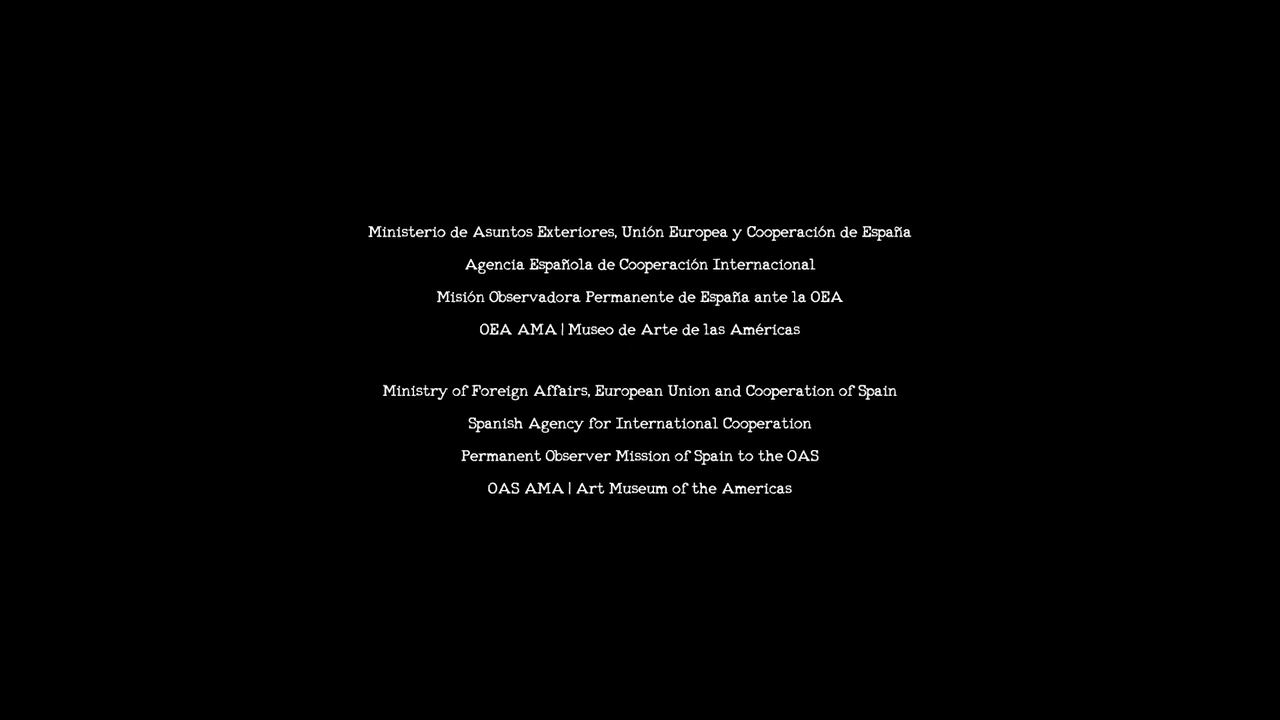 Ministerio de Asuntos Exteriores, Unión Europea y Cooperación de España
Agencia Española de Cooperación Internacional
Misión Observadora Permanente de España ante la OEA
OEA AMA | Museo de Arte de las Américas
Ministry of Foreign Affairs, European Union and Cooperation of Spain
Spanish Agency for International Cooperation
Permanent Observer Mission of Spain to the OAS
OAS AMA | Art Museum of the Americas